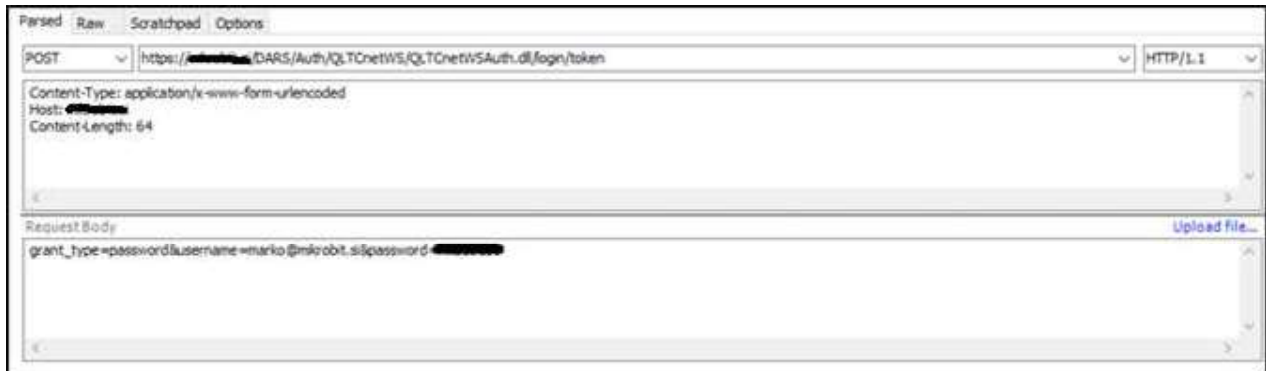 Parsed Raw Scratchpad Options
POST https:// /DARS/Auth/QLTCnetWS/QLTCnetWSAuth.dll/login/token HTTP/1.1
Content-Type: application/x-www-form-urlencoded
Host:
Content-Length: 64
Request Body Upload file...
grant_type=password&username=marko@mikrobit.si&password=